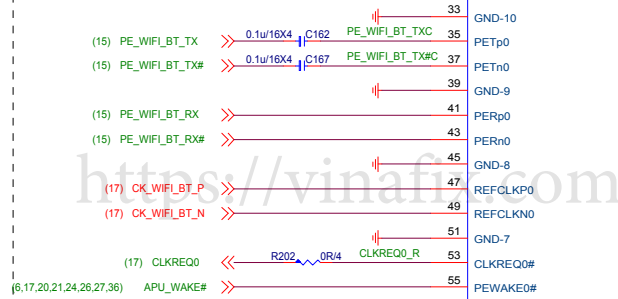 33 GND-10
(15) PE_WIFI_BT_TX 0.1u/16X4 C162 PE_WIFI_BT_TXC 35 PETp0
(15) PE_WIFI_BT_TX# 0.1u/16X4 C167 PE_WIFI_BT_TX#C 37 PETn0
39 GND-9
(15) PE_WIFI_BT_RX 41 PERp0
(15) PE_WIFI_BT_RX# 43 PERn0
45 GND-8
https://vinafix.com
(17) CK_WIFI_BT_P 47 REFCLKP0
(17) CK_WIFI_BT_N 49 REFCLKN0
51 GND-7
(17) CLKREQ0 R202 0R/4 CLKREQ0_R 53 CLKREQ0#
(6,17,20,21,24,26,27,36) APU_WAKE# 55 PEWAKE0#